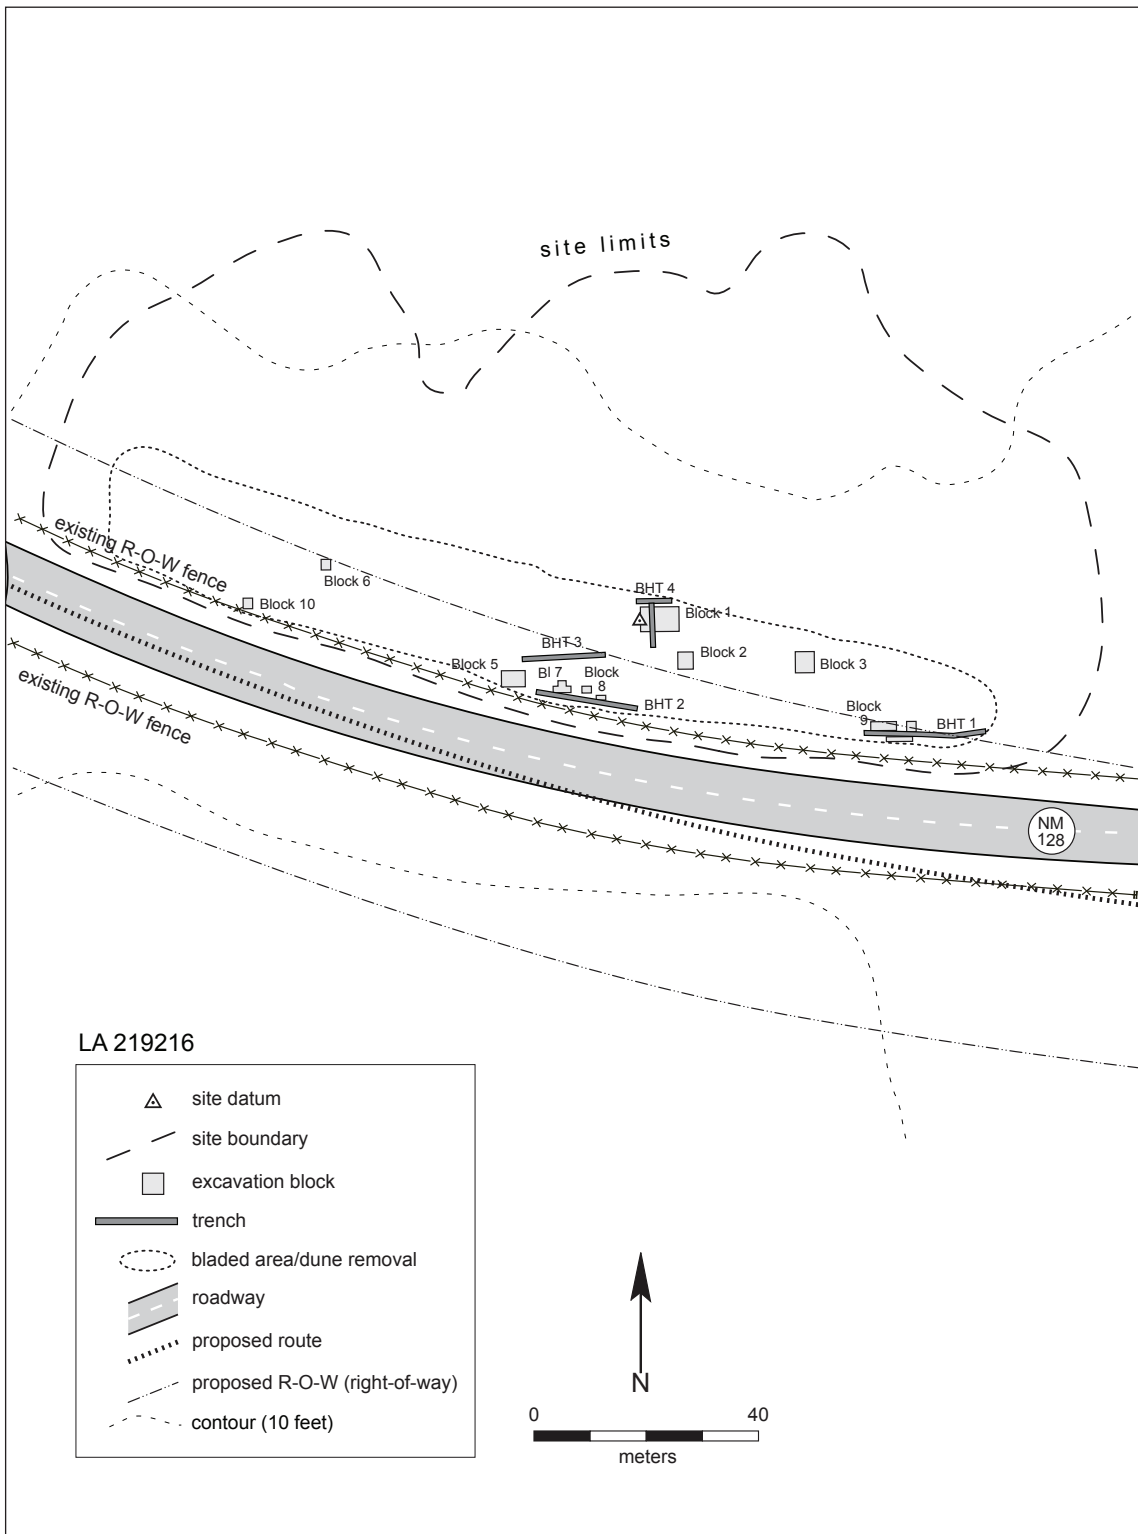 site limits
existing R-O-W fence
Block 6
Block 10
BHT 4
Block 1
BHT 3
Block 2
Block 3
Block 5
Bl 7
Block
8
BHT 2
Block
9
BHT 1
existing R-O-W fence
NM
128
LA 219216
site datum
site boundary
excavation block
trench
bladed area/dune removal
roadway
proposed route
proposed R-O-W (right-of-way)
contour (10 feet)
N
0 40
meters